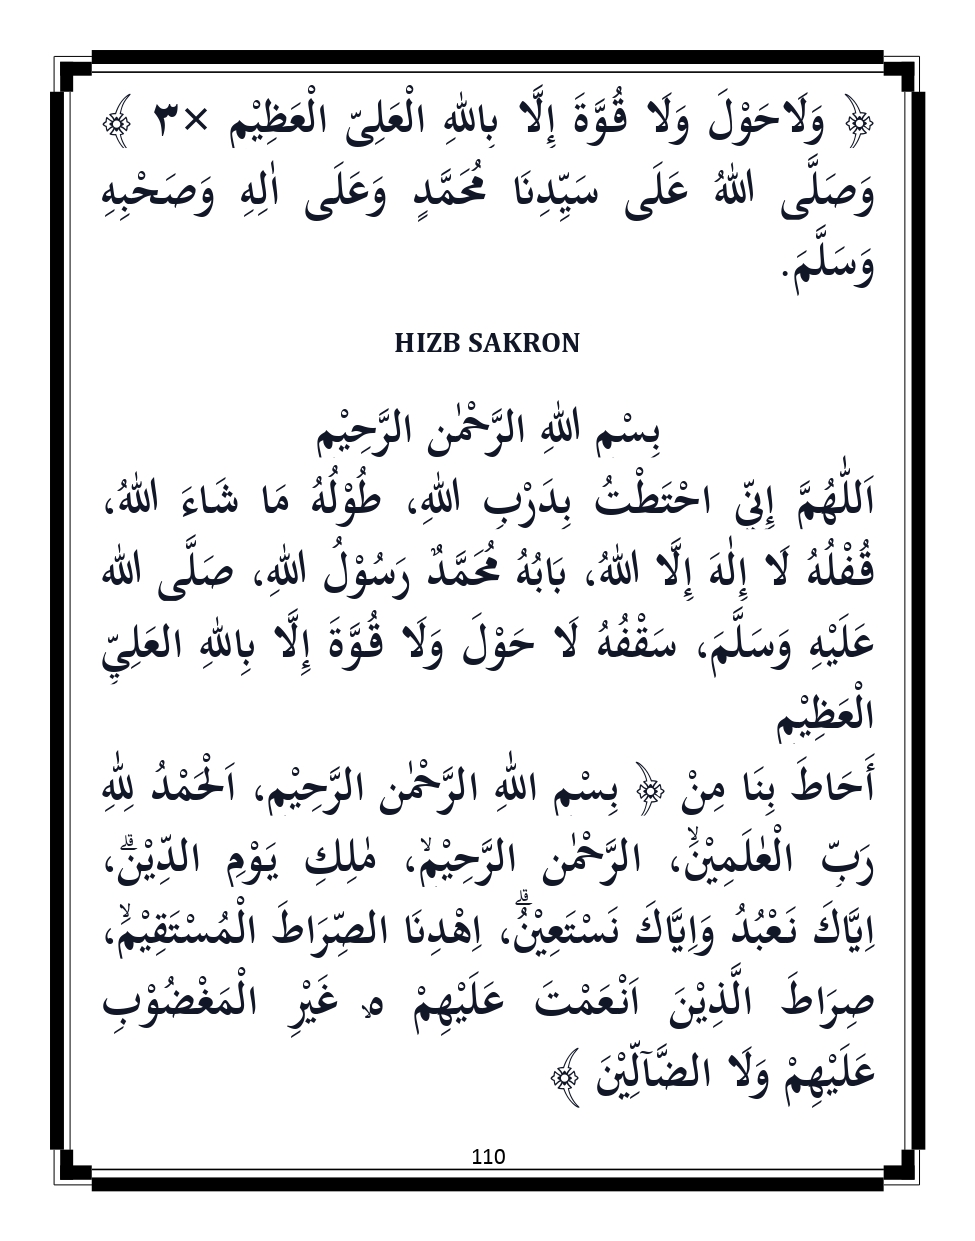 ﴿ وَلَاحَوْلَ وَلَا قُوَّةَ إِلَّا بِاللهِ الْعَلِىّ الْعَظِيْم ×٣ ﴾
وَصَلَّى اللهُ عَلَى سَيِّدِنَا مُحَمَّدٍ وَعَلَى اٰلِهِ وَصَحْبِهِ
وَسَلَّمَ.
HIZB SAKRON
بِسْمِ اللهِ الرَّحْمٰنِ الرَّحِيْمِ
اَللّٰهُمَّ إِنِّي احْتَطْتُ بِدَرْبِ اللهِ، طُوْلُهُ مَا شَاءَ اللهُ،
قُفْلُهُ لَا إِلٰهَ إِلَّا اللهُ، بَابُهُ مُحَمَّدٌ رَسُوْلُ اللهِ، صَلَّى الله
عَلَيْهِ وَسَلَّمَ، سَقْفُهُ لَا حَوْلَ وَلَا قُوَّةَ إِلَّا بِاللهِ العَلِيِّ
الْعَظِيْمِ
أَحَاطَ بِنَا مِنْ ﴿ بِسْمِ اللهِ الرَّحْمٰنِ الرَّحِيْمِ، اَلْحَمْدُ لِلّٰهِ
رَبِّ الْعٰلَمِيْنَۙ، الرَّحْمٰنِ الرَّحِيْمِۙ، مٰلِكِ يَوْمِ الدِّيْنِۗ،
اِيَّاكَ نَعْبُدُ وَاِيَّاكَ نَسْتَعِيْنُۗ، اِهْدِنَا الصِّرَاطَ الْمُسْتَقِيْمَۙ،
صِرَاطَ الَّذِيْنَ اَنْعَمْتَ عَلَيْهِمْ ەۙ غَيْرِ الْمَغْضُوْبِ
عَلَيْهِمْ وَلَا الضَّاۤلِّيْنَ ﴾
110